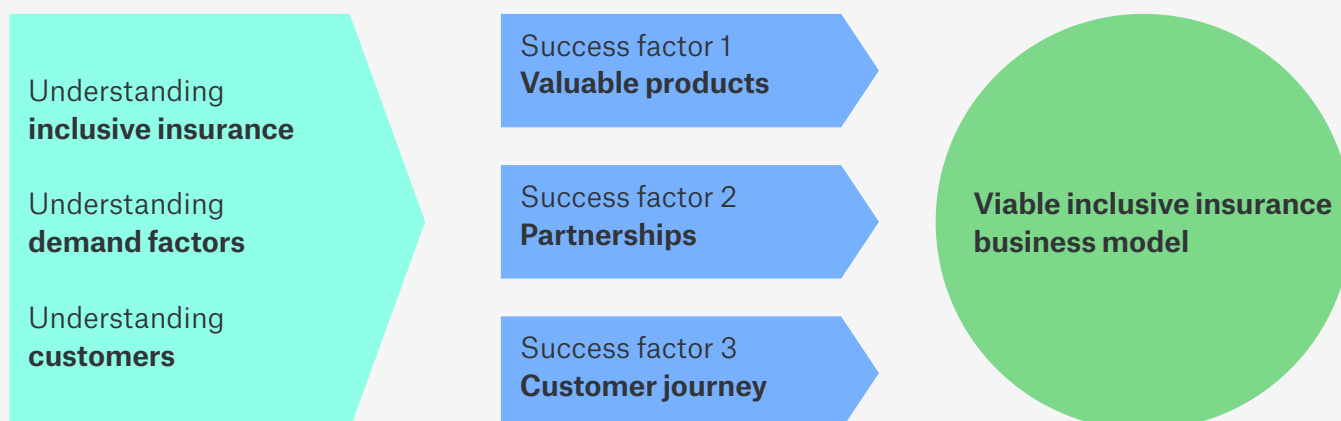 Understanding
inclusive insurance
Understanding
demand factors
Understanding
customers
Success factor 1
Valuable products
Success factor 2
Partnerships
Success factor 3
Customer journey
Viable inclusive insurance
business model